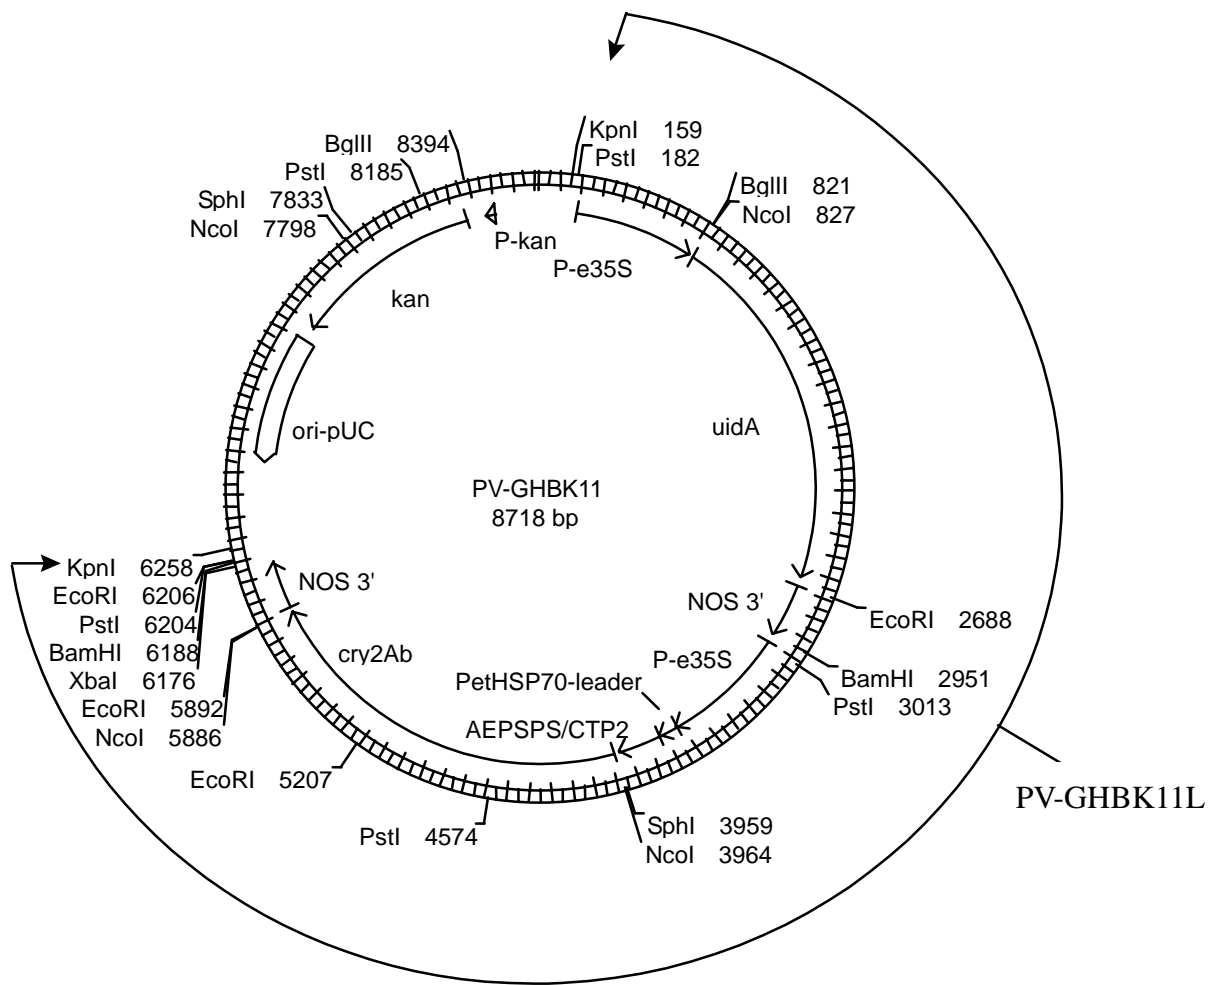 KpnI 159
PstI 182
BglII 821
NcoI 827
BglII 8394
PstI 8185
SphI 7833
NcoI 7798
P-kan
P-e35S
kan
uidA
ori-pUC
PV-GHBK11
8718 bp
KpnI 6258
EcoRI 6206
PstI 6204
BamHI 6188
XbaI 6176
EcoRI 5892
NcoI 5886
EcoRI 5207
PstI 4574
NOS 3'
cry2Ab
NOS 3'
P-e35S
PetHSP70-leader
AEPSPS/CTP2
EcoRI 2688
BamHI 2951
PstI 3013
SphI 3959
NcoI 3964
PV-GHBK11L